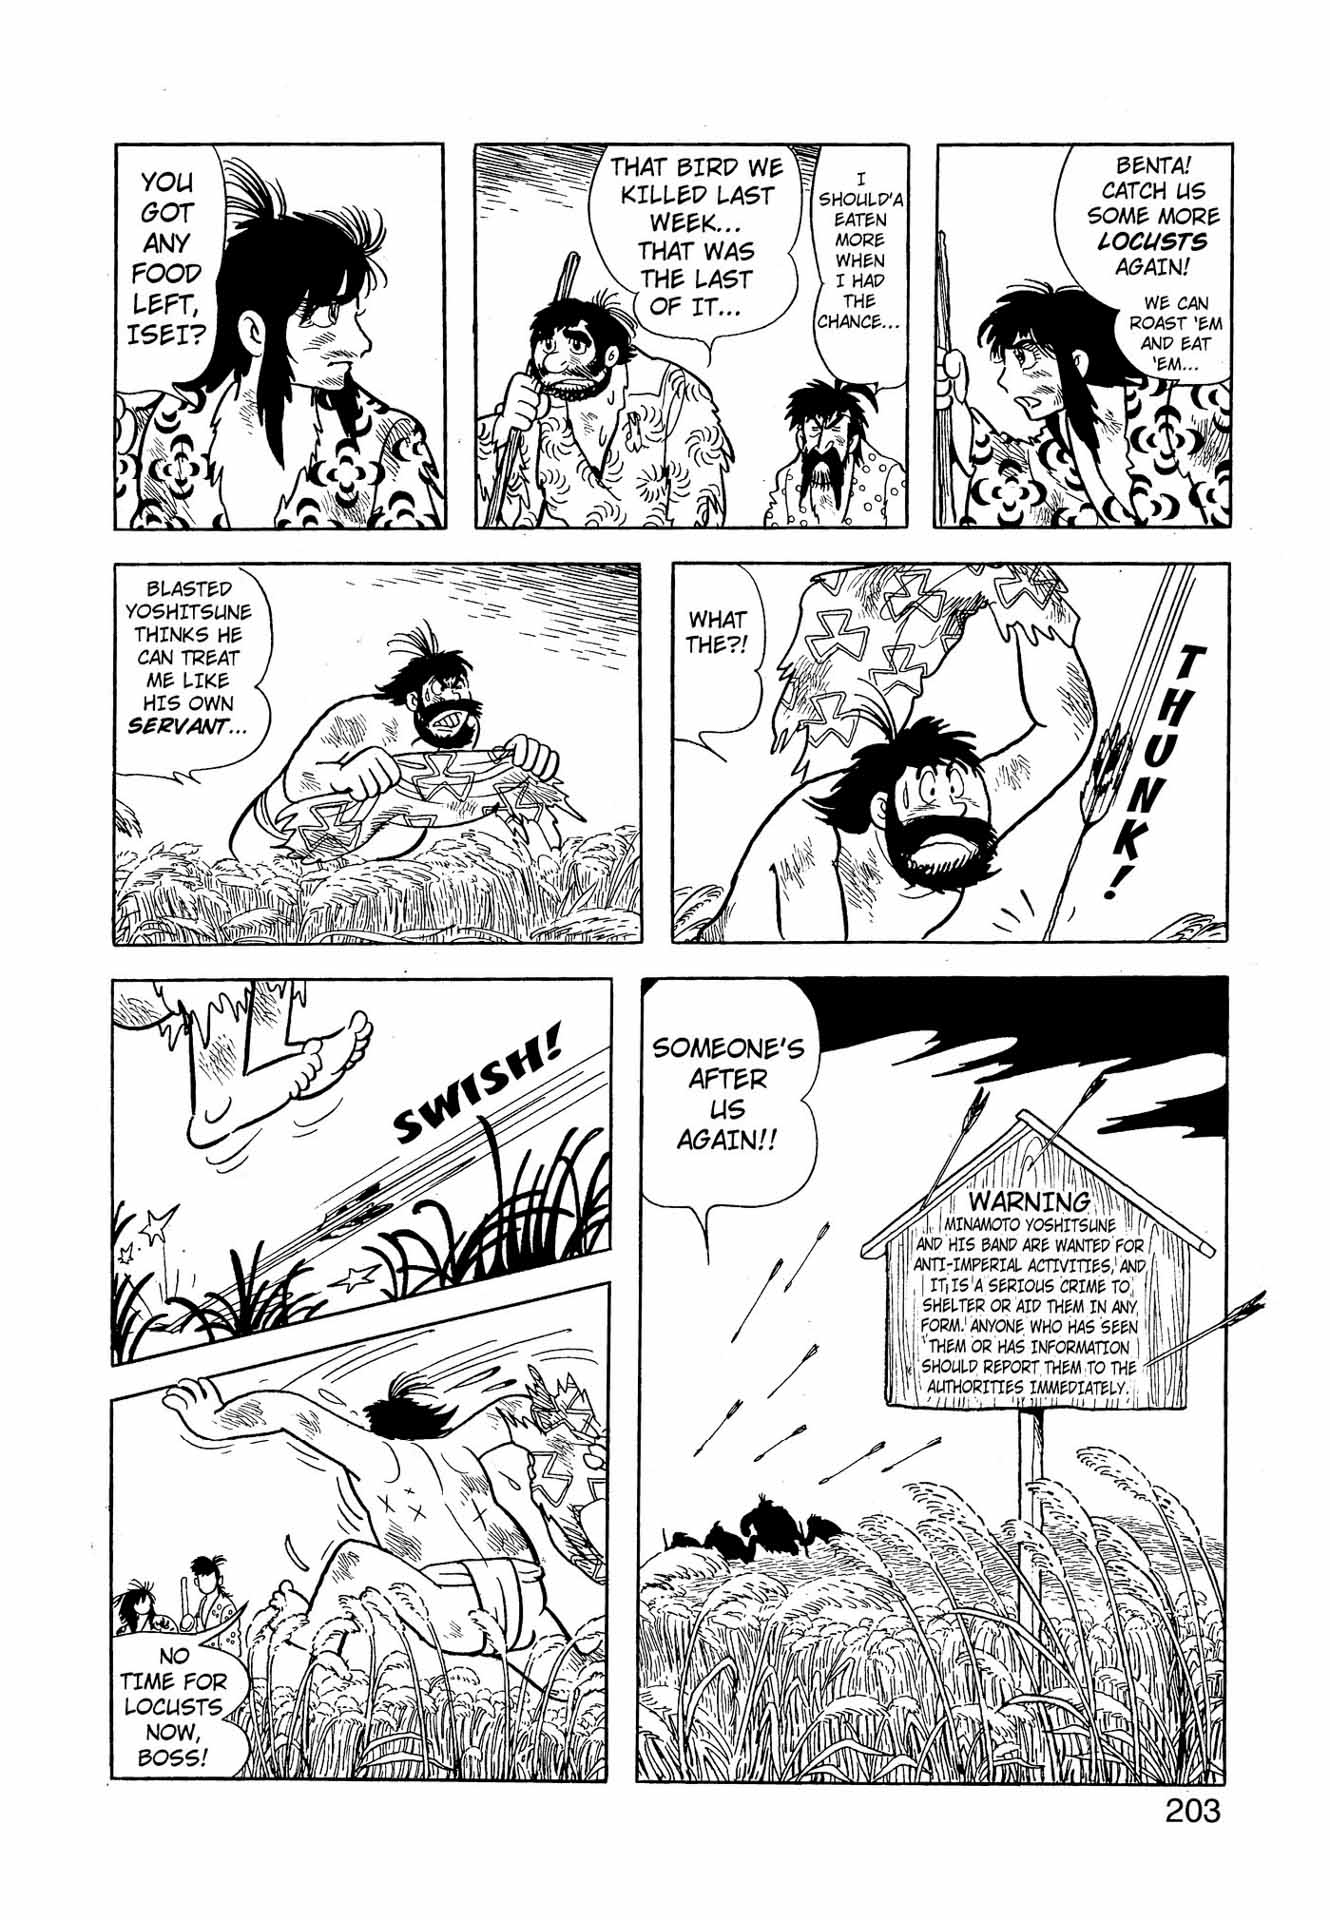 YOU
GOT
ANY
FOOD
LEFT,
ISEI?
THAT BIRD WE
KILLED LAST
WEEK...
THAT WAS
THE LAST
OF IT...
I
SHOULD'A
EATEN
MORE
WHEN
I HAD
THE
CHANCE...
BENTA!
CATCH US
SOME MORE
LOCUSTS
AGAIN!
WE CAN
ROAST 'EM
AND EAT
'EM...
BLASTED
YOSHITSUNE
THINKS HE
CAN TREAT
ME LIKE
HIS OWN
SERVANT...
WHAT
THE?!
THUNK!
SWISH!
NO
TIME FOR
LOCUSTS
NOW,
BOSS!
SOMEONE'S
AFTER
US
AGAIN!!
WARNING
MINAMOTO YOSHITSUNE
AND HIS BAND ARE WANTED FOR
ANTI-IMPERIAL ACTIVITIES, AND
IT IS A SERIOUS CRIME TO
SHELTER OR AID THEM IN ANY
FORM. ANYONE WHO HAS SEEN
THEM OR HAS INFORMATION
SHOULD REPORT THEM TO THE
AUTHORITIES IMMEDIATELY.
203